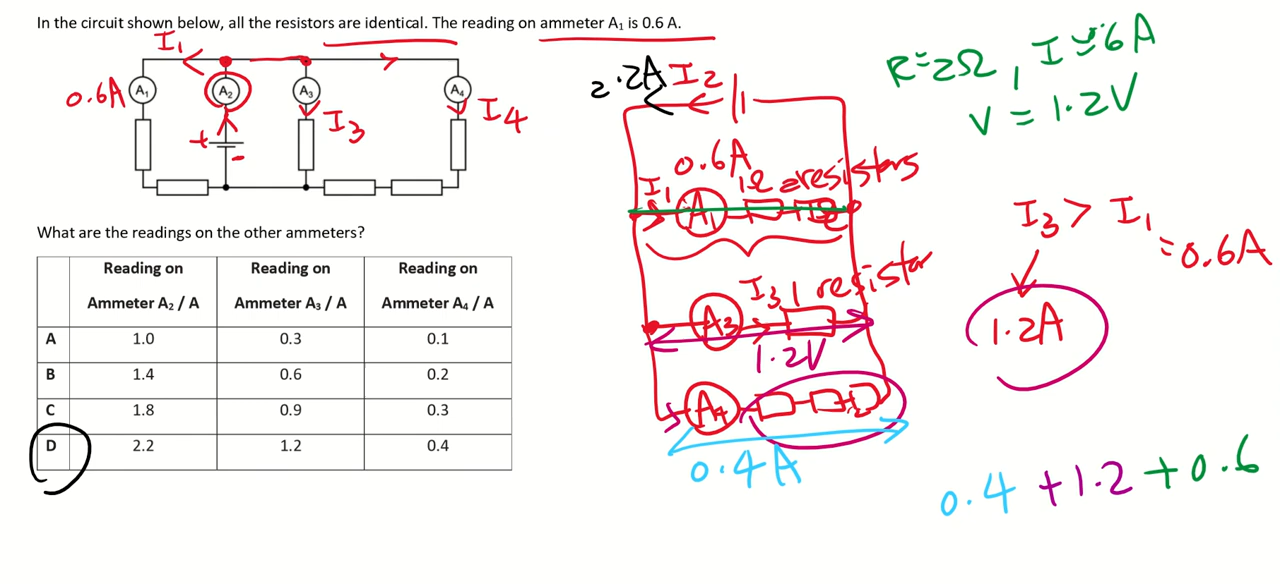 In the circuit shown below, all the resistors are identical. The reading on ammeter A₁ is 0.6 A.
I₁
0.6A
A₁
A₂
A₃
A₄
+
-
I₃
I₄
What are the readings on the other ammeters?
Reading on Ammeter A₂ / A
Reading on Ammeter A₃ / A
Reading on Ammeter A₄ / A
A 1.0 0.3 0.1
B 1.4 0.6 0.2
C 1.8 0.9 0.3
D 2.2 1.2 0.4
2.2A I2
0.6A
I₁
resistors
A₁
I₃ 1 resistor
A₃
1.2V
A₄
0.4A
R=2Ω, I=
6A
V = 1.2V
I₃ > I₁
=0.6A
1.2A
0.4 +1.2 +0.6